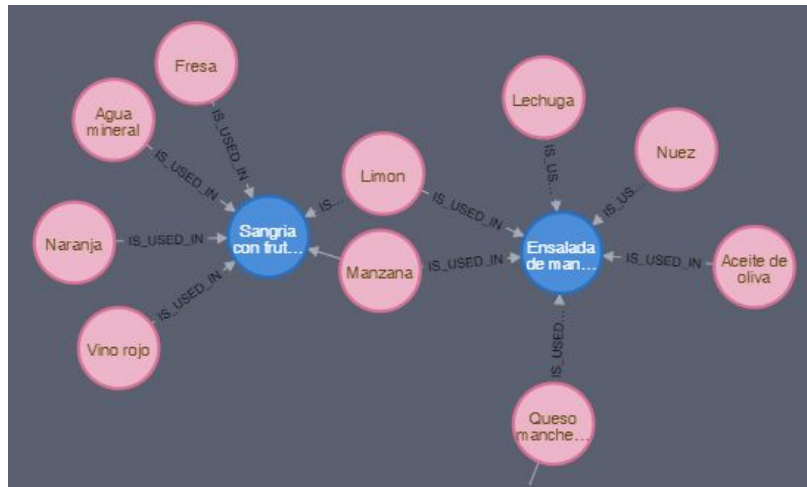 Fresa
Agua
mineral
IS_USED_IN
IS_USED_IN
Lechuga
IS_US...
Nuez
IS_US...
Limon
IS_...
IS_USED_IN
Naranja
IS_USED_IN
Sangria
con frut...
Manzana
IS_USED_IN
Ensalada
de man...
IS_USED_IN
Aceite de
oliva
IS_USED_IN
Vino rojo
IS_USED...
Queso
manche...